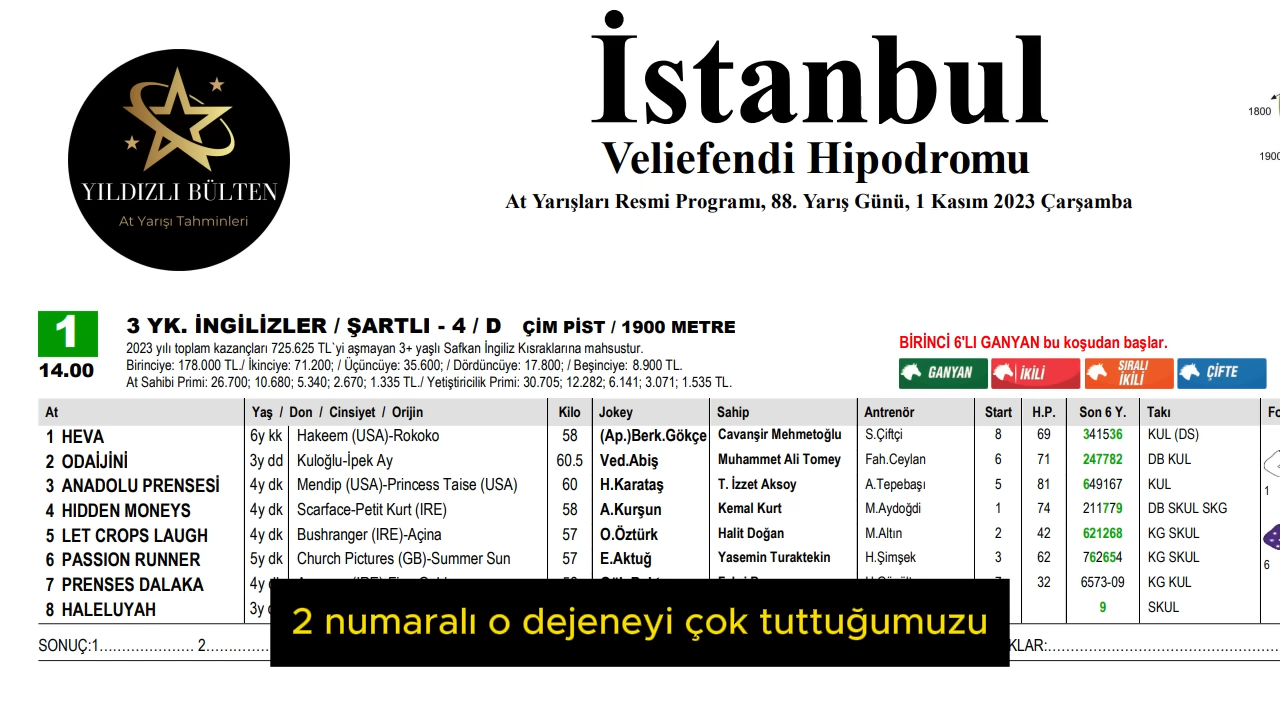 İstanbul
Veliefendi Hipodromu
At Yarışları Resmi Programı, 88. Yarış Günü, 1 Kasım 2023 Çarşamba
YILDIZLI BÜLTEN
At Yarışı Tahminleri
1800
1900
1
14.00
3 YK. İNGİLİZLER / ŞARTLI - 4 / D ÇİM PİST / 1900 METRE
2023 yılı toplam kazançları 725.625 TL`yi aşmayan 3+ yaşlı Safkan İngiliz Kısraklarına mahsustur.
Birinciye: 178.000 TL./ İkinciye: 71.200; / Üçüncüye: 35.600; / Dördüncüye: 17.800; / Beşinciye: 8.900 TL.
At Sahibi Primi: 26.700; 10.680; 5.340; 2.670; 1.335 TL./ Yetiştiricilik Primi: 30.705; 12.282; 6.141; 3.071; 1.535 TL.
BİRİNCİ 6'LI GANYAN bu koşudan başlar.
GANYAN İKİLİ SIRALI İKİLİ ÇİFTE
At Yaş / Don / Cinsiyet / Orijin Kilo Jokey Sahip Antrenör Start H.P. Son 6 Y. Takı
1 HEVA 6y kk Hakeem (USA)-Rokoko 58 (Ap.)Berk.Gökçe Cavanşir Mehmetoğlu S.Çiftçi 8 69 341536 KUL (DS)
2 ODAİJİNİ 3y dd Kuloğlu-İpek Ay 60.5 Ved.Abiş Muhammet Ali Tomey Fah.Ceylan 6 71 247782 DB KUL
3 ANADOLU PRENSESİ 4y dk Mendip (USA)-Princess Taise (USA) 60 H.Karataş T. İzzet Aksoy A.Tepebaşı 5 81 649167 KUL
4 HIDDEN MONEYS 4y dk Scarface-Petit Kurt (IRE) 58 A.Kurşun Kemal Kurt M.Aydoğdi 1 74 211779 DB SKUL SKG
5 LET CROPS LAUGH 4y dk Bushranger (IRE)-Açina 57 O.Öztürk Halit Doğan M.Altın 2 42 621268 KG SKUL
6 PASSION RUNNER 5y dk Church Pictures (GB)-Summer Sun 57 E.Aktuğ Yasemin Turaktekin H.Şimşek 3 62 762654 KG SKUL
7 PRENSES DALAKA 4y 32 6573-09 KG KUL
8 HALELUYAH 3y 9 SKUL
1
6
2 numaralı o dejeneyi çok tuttuğumuzu
SONUÇ:1..................... 2...............